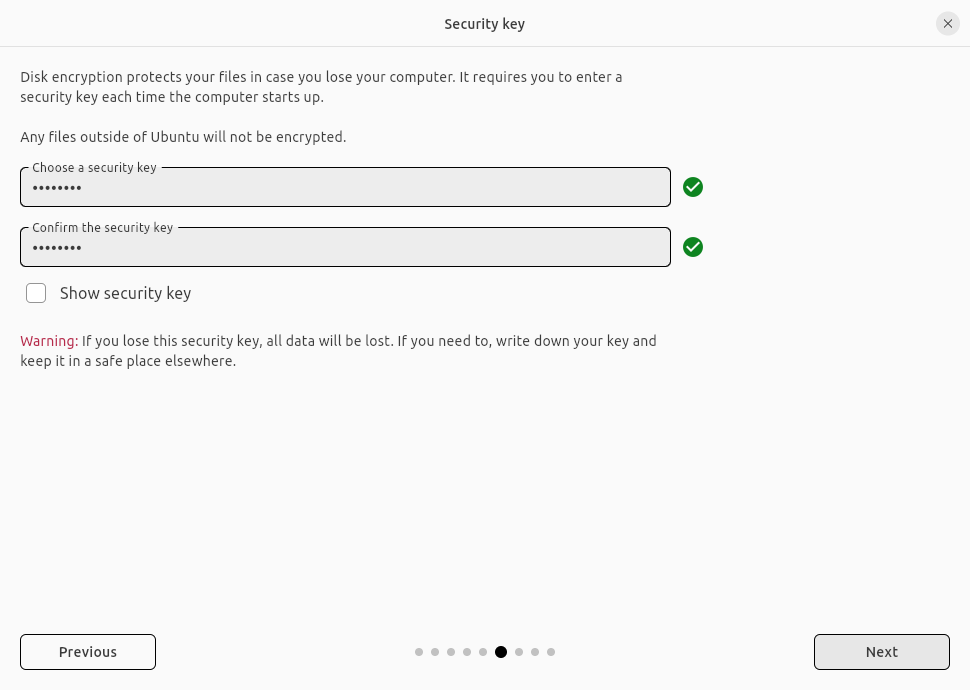 Security key
Disk encryption protects your files in case you lose your computer. It requires you to enter a
security key each time the computer starts up.
Any files outside of Ubuntu will not be encrypted.
Choose a security key
••••••••
Confirm the security key
••••••••
Show security key
Warning: If you lose this security key, all data will be lost. If you need to, write down your key and
keep it in a safe place elsewhere.
Previous
Next